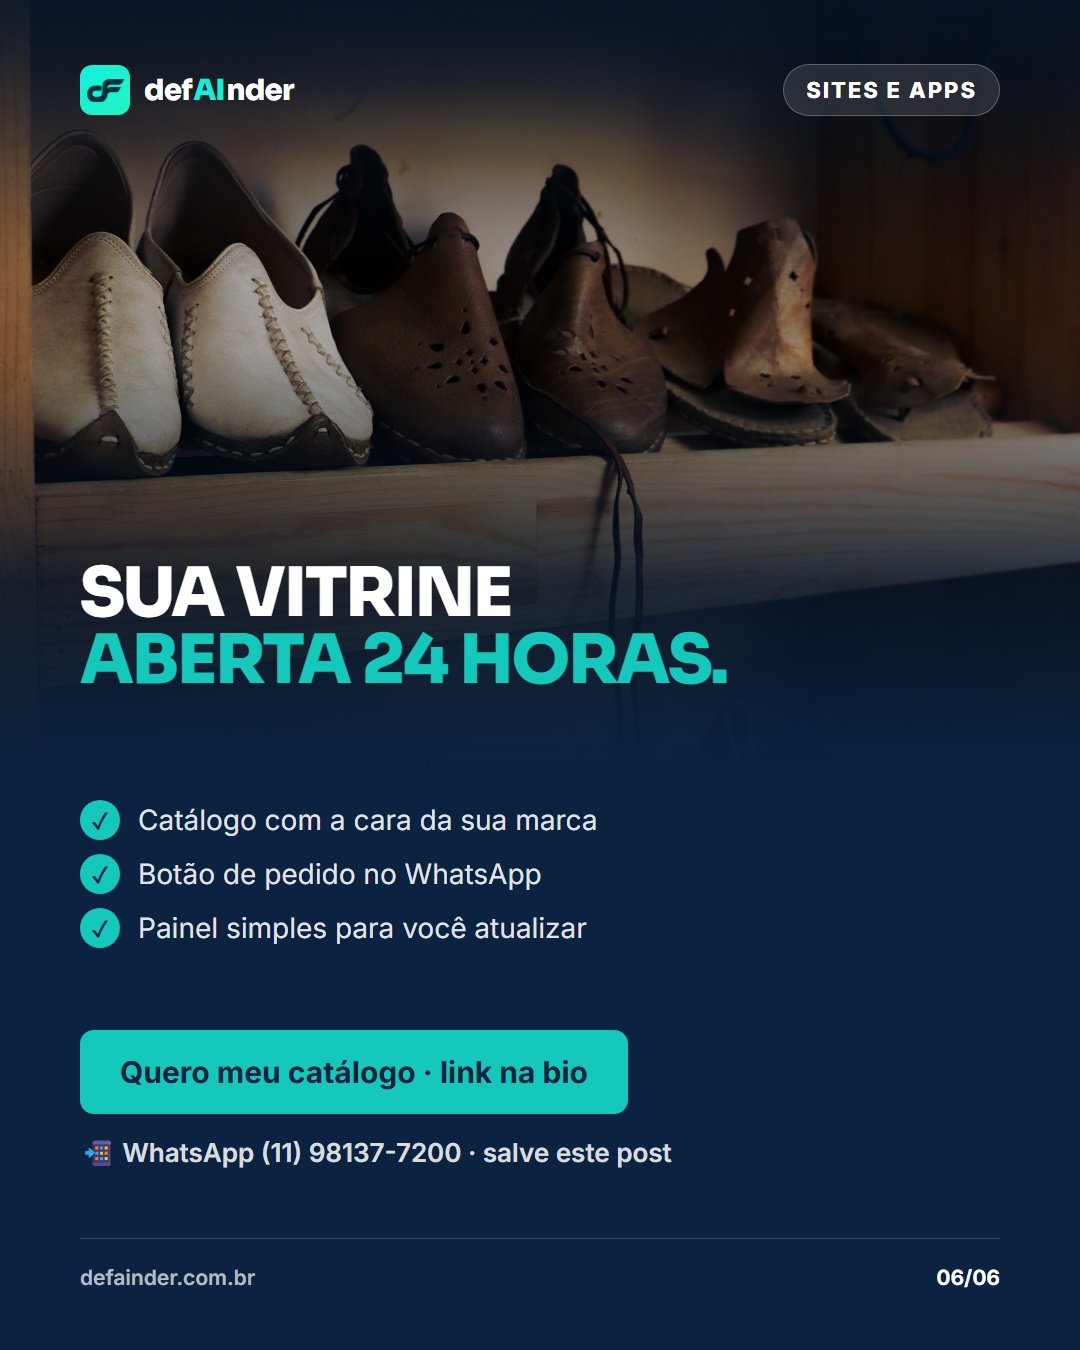 defAInder
SITES E APPS
SUA VITRINE
ABERTA 24 HORAS.
Catálogo com a cara da sua marca
Botão de pedido no WhatsApp
Painel simples para você atualizar
Quero meu catálogo · link na bio
WhatsApp (11) 98137-7200 · salve este post
defainder.com.br
06/06